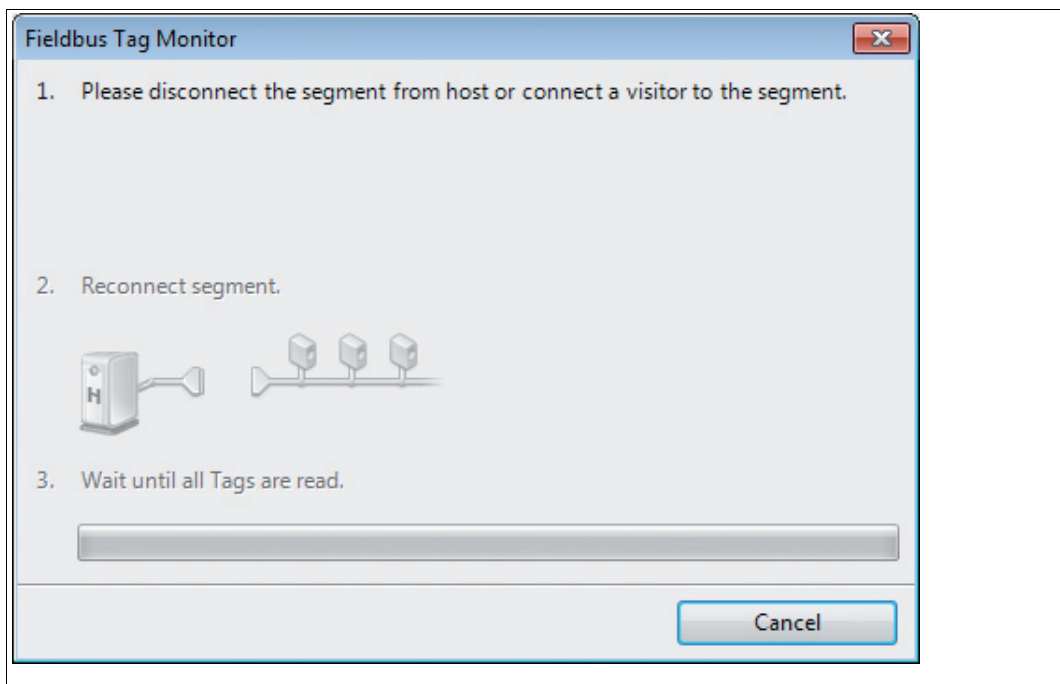 Fieldbus Tag Monitor
1. Please disconnect the segment from host or connect a visitor to the segment.
2. Reconnect segment.
H
3. Wait until all Tags are read.
Cancel